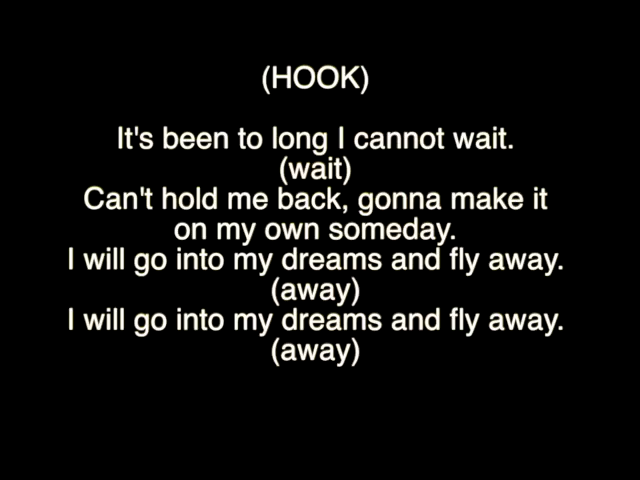 (HOOK)
It's been to long I cannot wait.
(wait)
Can't hold me back, gonna make it
on my own someday.
I will go into my dreams and fly away.
(away)
I will go into my dreams and fly away.
(away)